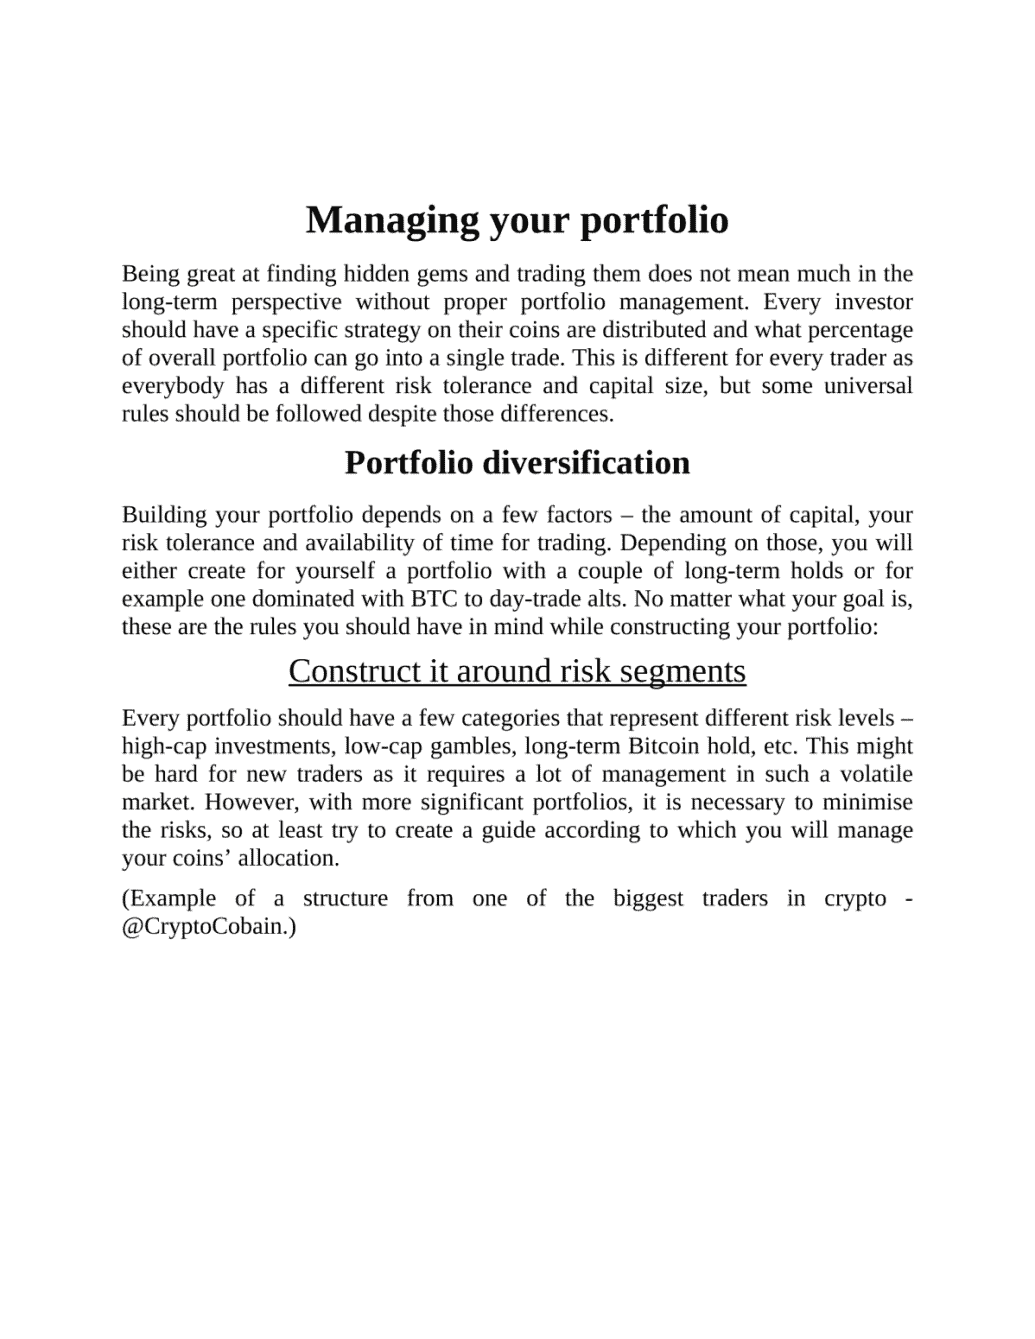 Managing your portfolio
Being great at finding hidden gems and trading them does not mean much in the
long-term perspective without proper portfolio management. Every investor
should have a specific strategy on their coins are distributed and what percentage
of overall portfolio can go into a single trade. This is different for every trader as
everybody has a different risk tolerance and capital size, but some universal
rules should be followed despite those differences.
Portfolio diversification
Building your portfolio depends on a few factors – the amount of capital, your
risk tolerance and availability of time for trading. Depending on those, you will
either create for yourself a portfolio with a couple of long-term holds or for
example one dominated with BTC to day-trade alts. No matter what your goal is,
these are the rules you should have in mind while constructing your portfolio:
Construct it around risk segments
Every portfolio should have a few categories that represent different risk levels –
high-cap investments, low-cap gambles, long-term Bitcoin hold, etc. This might
be hard for new traders as it requires a lot of management in such a volatile
market. However, with more significant portfolios, it is necessary to minimise
the risks, so at least try to create a guide according to which you will manage
your coins’ allocation.
(Example of a structure from one of the biggest traders in crypto -
@CryptoCobain.)